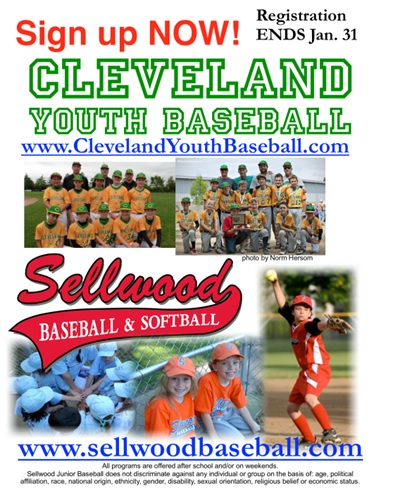 Sign up NOW!
Registration
ENDS Jan. 31
CLEVELAND
YOUTH BASEBALL
www.ClevelandYouthBaseball.com
photo by Norm Hersom
Sellwood
BASEBALL & SOFTBALL
www.sellwoodbaseball.com
All programs are offered after school and/or on weekends.
Sellwood Junior Baseball does not discriminate against any individual or group on the basis of: age, political
affiliation, race, national origin, ethnicity, gender, disability, sexual orientation, religious belief or economic status.